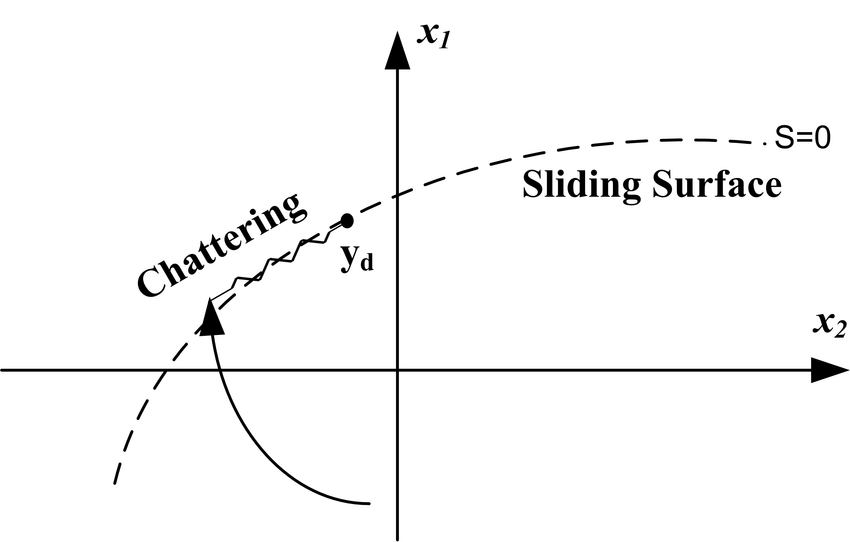 x1
S=0
Sliding Surface
Chattering
yd
x2